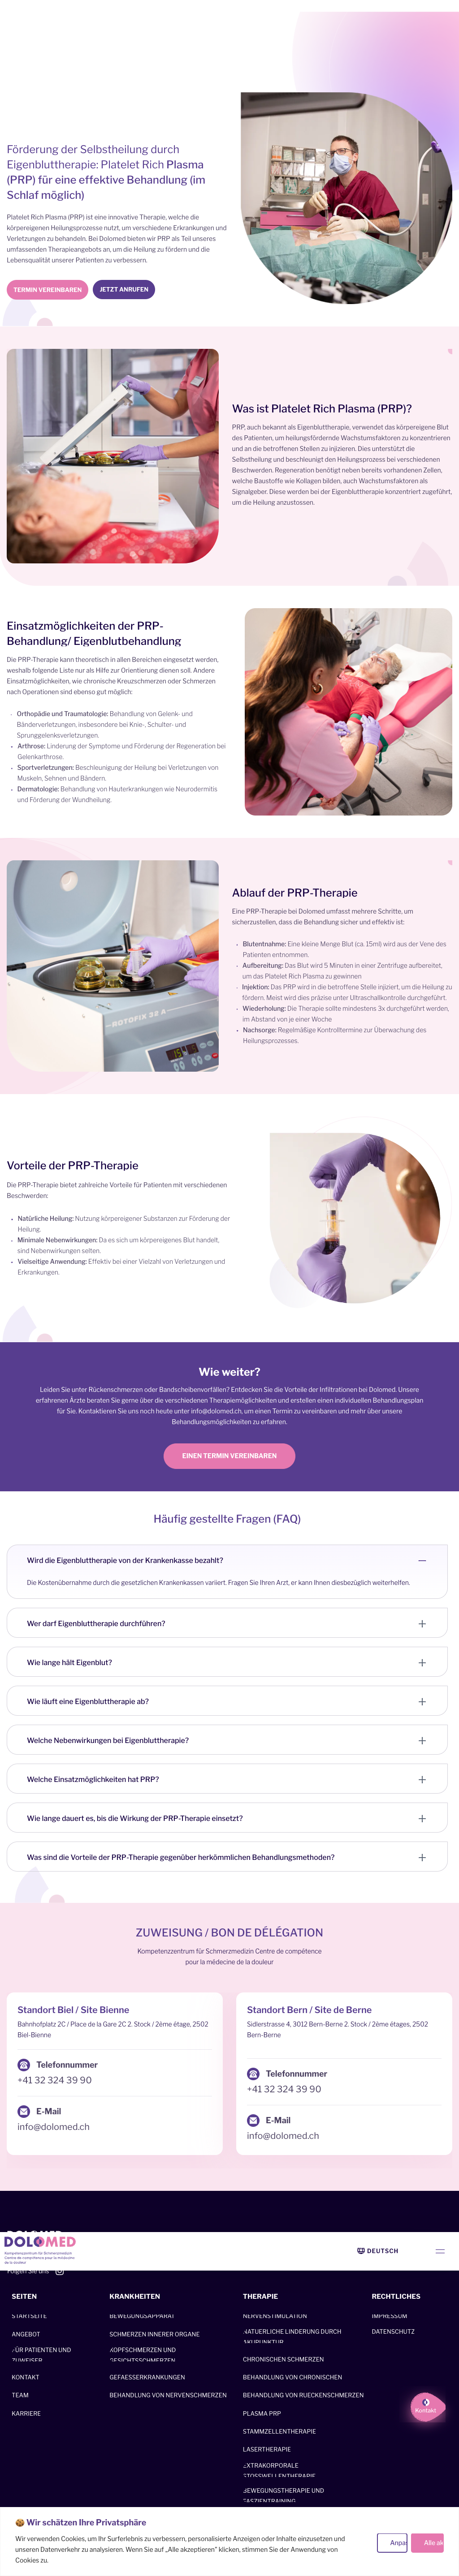 Förderung der Selbstheilung durch
Eigenbluttherapie: Platelet Rich Plasma
(PRP) für eine effektive Behandlung (im
Schlaf möglich)
Platelet Rich Plasma (PRP) ist eine innovative Therapie, welche die
körpereigenen Heilungsprozesse nutzt, um verschiedene Erkrankungen und
Verletzungen zu behandeln. Bei Dolomed bieten wir PRP als Teil unseres
umfassenden Therapieangebots an, um die Heilung zu fördern und die
Lebensqualität unserer Patienten zu verbessern.
TERMIN VEREINBAREN
JETZT ANRUFEN
Was ist Platelet Rich Plasma (PRP)?
PRP, auch bekannt als Eigenbluttherapie, verwendet das körpereigene Blut
des Patienten, um heilungsfördernde Wachstumsfaktoren zu konzentrieren
und an die betroffenen Stellen zu injizieren. Dies unterstützt die
Selbstheilung und beschleunigt den Heilungsprozess bei verschiedenen
Beschwerden. Regeneration benötigt neben bereits vorhandenen Zellen,
welche Baustoffe wie Kollagen bilden, auch Wachstumsfaktoren als
Signalgeber. Diese werden bei der Eigenbluttherapie konzentriert zugeführt,
um die Heilung anzustossen.
Einsatzmöglichkeiten der PRP-
Behandlung/ Eigenblutbehandlung
Die PRP-Therapie kann theoretisch in allen Bereichen eingesetzt werden,
weshalb folgende Liste nur als Hilfe zur Orientierung dienen soll. Andere
Einsatzmöglichkeiten, wie chronische Kreuzschmerzen oder Schmerzen
nach Operationen sind ebenso gut möglich:
Orthopädie und Traumatologie: Behandlung von Gelenk- und
Bänderverletzungen, insbesondere bei Knie-, Schulter- und
Sprunggelenksverletzungen.
Arthrose: Linderung der Symptome und Förderung der Regeneration bei
Gelenkarthrose.
Sportverletzungen: Beschleunigung der Heilung bei Verletzungen von
Muskeln, Sehnen und Bändern.
Dermatologie: Behandlung von Hauterkrankungen wie Neurodermitis
und Förderung der Wundheilung.
Ablauf der PRP-Therapie
Eine PRP-Therapie bei Dolomed umfasst mehrere Schritte, um
sicherzustellen, dass die Behandlung sicher und effektiv ist:
Blutentnahme: Eine kleine Menge Blut (ca. 15ml) wird aus der Vene des
Patienten entnommen.
Aufbereitung: Das Blut wird 5 Minuten in einer Zentrifuge aufbereitet,
um das Platelet Rich Plasma zu gewinnen
Injektion: Das PRP wird in die betroffene Stelle injiziert, um die Heilung zu
fördern. Meist wird dies präzise unter Ultraschallkontrolle durchgeführt.
Wiederholung: Die Therapie sollte mindestens 3x durchgeführt werden,
im Abstand von je einer Woche
Nachsorge: Regelmäßige Kontrolltermine zur Überwachung des
Heilungsprozesses.
ROTOFIX 32 A
Vorteile der PRP-Therapie
Die PRP-Therapie bietet zahlreiche Vorteile für Patienten mit verschiedenen
Beschwerden:
Natürliche Heilung: Nutzung körpereigener Substanzen zur Förderung der
Heilung.
Minimale Nebenwirkungen: Da es sich um körpereigenes Blut handelt,
sind Nebenwirkungen selten.
Vielseitige Anwendung: Effektiv bei einer Vielzahl von Verletzungen und
Erkrankungen.
Wie weiter?
Leiden Sie unter Rückenschmerzen oder Bandscheibenvorfällen? Entdecken Sie die Vorteile der Infiltrationen bei Dolomed. Unsere
erfahrenen Ärzte beraten Sie gerne über die verschiedenen Therapiemöglichkeiten und erstellen einen individuellen Behandlungsplan
für Sie. Kontaktieren Sie uns noch heute unter info@dolomed.ch, um einen Termin zu vereinbaren und mehr über unsere
Behandlungsmöglichkeiten zu erfahren.
EINEN TERMIN VEREINBAREN
Häufig gestellte Fragen (FAQ)
Wird die Eigenbluttherapie von der Krankenkasse bezahlt?
Die Kostenübernahme durch die gesetzlichen Krankenkassen variiert. Fragen Sie Ihren Arzt, er kann Ihnen diesbezüglich weiterhelfen.
Wer darf Eigenbluttherapie durchführen?
Wie lange hält Eigenblut?
Wie läuft eine Eigenbluttherapie ab?
Welche Nebenwirkungen bei Eigenbluttherapie?
Welche Einsatzmöglichkeiten hat PRP?
Wie lange dauert es, bis die Wirkung der PRP-Therapie einsetzt?
Was sind die Vorteile der PRP-Therapie gegenüber herkömmlichen Behandlungsmethoden?
ZUWEISUNG / BON DE DÉLÉGATION
Kompetenzzentrum für Schmerzmedizin Centre de compétence
pour la médecine de la douleur
Standort Biel / Site Bienne
Bahnhofplatz 2C / Place de la Gare 2C 2. Stock / 2ème étage, 2502
Biel-Bienne
Telefonnummer
+41 32 324 39 90
E-Mail
info@dolomed.ch
Standort Bern / Site de Berne
Sidlerstrasse 4, 3012 Bern-Berne 2. Stock / 2ème étages, 2502
Bern-Berne
Telefonnummer
+41 32 324 39 90
E-Mail
info@dolomed.ch
DOLOMED
Kompetenzzentrum für Schmerzmedizin
Centre de compétence pour la médecine
de la douleur
DEUTSCH
Folgen Sie uns
SEITEN
STARTSEITE
ANGEBOT
FÜR PATIENTEN UND
ZUWEISER
KONTAKT
TEAM
KARRIERE
KRANKHEITEN
BEWEGUNGSAPPARAT
SCHMERZEN INNERER ORGANE
KOPFSCHMERZEN UND
GESICHTSSCHMERZEN
GEFAESSERKRANKUNGEN
BEHANDLUNG VON NERVENSCHMERZEN
THERAPIE
NERVENSTIMULATION
NATUERLICHE LINDERUNG DURCH
AKUPUNKTUR
CHRONISCHEN SCHMERZEN
BEHANDLUNG VON CHRONISCHEN
BEHANDLUNG VON RUECKENSCHMERZEN
PLASMA PRP
STAMMZELLENTHERAPIE
LASERTHERAPIE
EXTRAKORPORALE
STOSSWELLENTHERAPIE
BEWEGUNGSTHERAPIE UND
FASZIENTRAINING
RECHTLICHES
IMPRESSUM
DATENSCHUTZ
Kontakt
🍪 Wir schätzen Ihre Privatsphäre
Wir verwenden Cookies, um Ihr Surferlebnis zu verbessern, personalisierte Anzeigen oder Inhalte einzusetzen und
unseren Datenverkehr zu analysieren. Wenn Sie auf „Alle akzeptieren" klicken, stimmen Sie der Anwendung von
Cookies zu.
Anpas
Alle ak